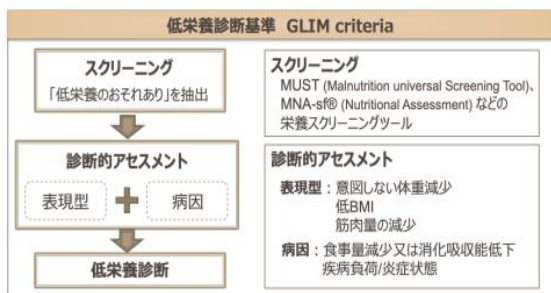 低栄養診断基準 GLIM criteria
スクリーニング
「低栄養のおそれあり」を抽出
診断的アセスメント
表現型
病因
低栄養診断
スクリーニング
MUST (Malnutrition universal Screening Tool)、
MNA-sf® (Nutritional Assessment) などの
栄養スクリーニングツール
診断的アセスメント
表現型：意図しない体重減少
低BMI
筋肉量の減少
病因：食事量減少又は消化吸収能低下
疾病負荷/炎症状態